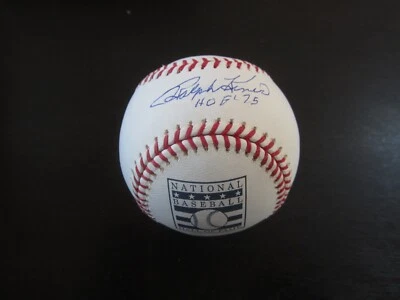 Ralph Kiner
HOF '75
NATIONAL
BASEBALL